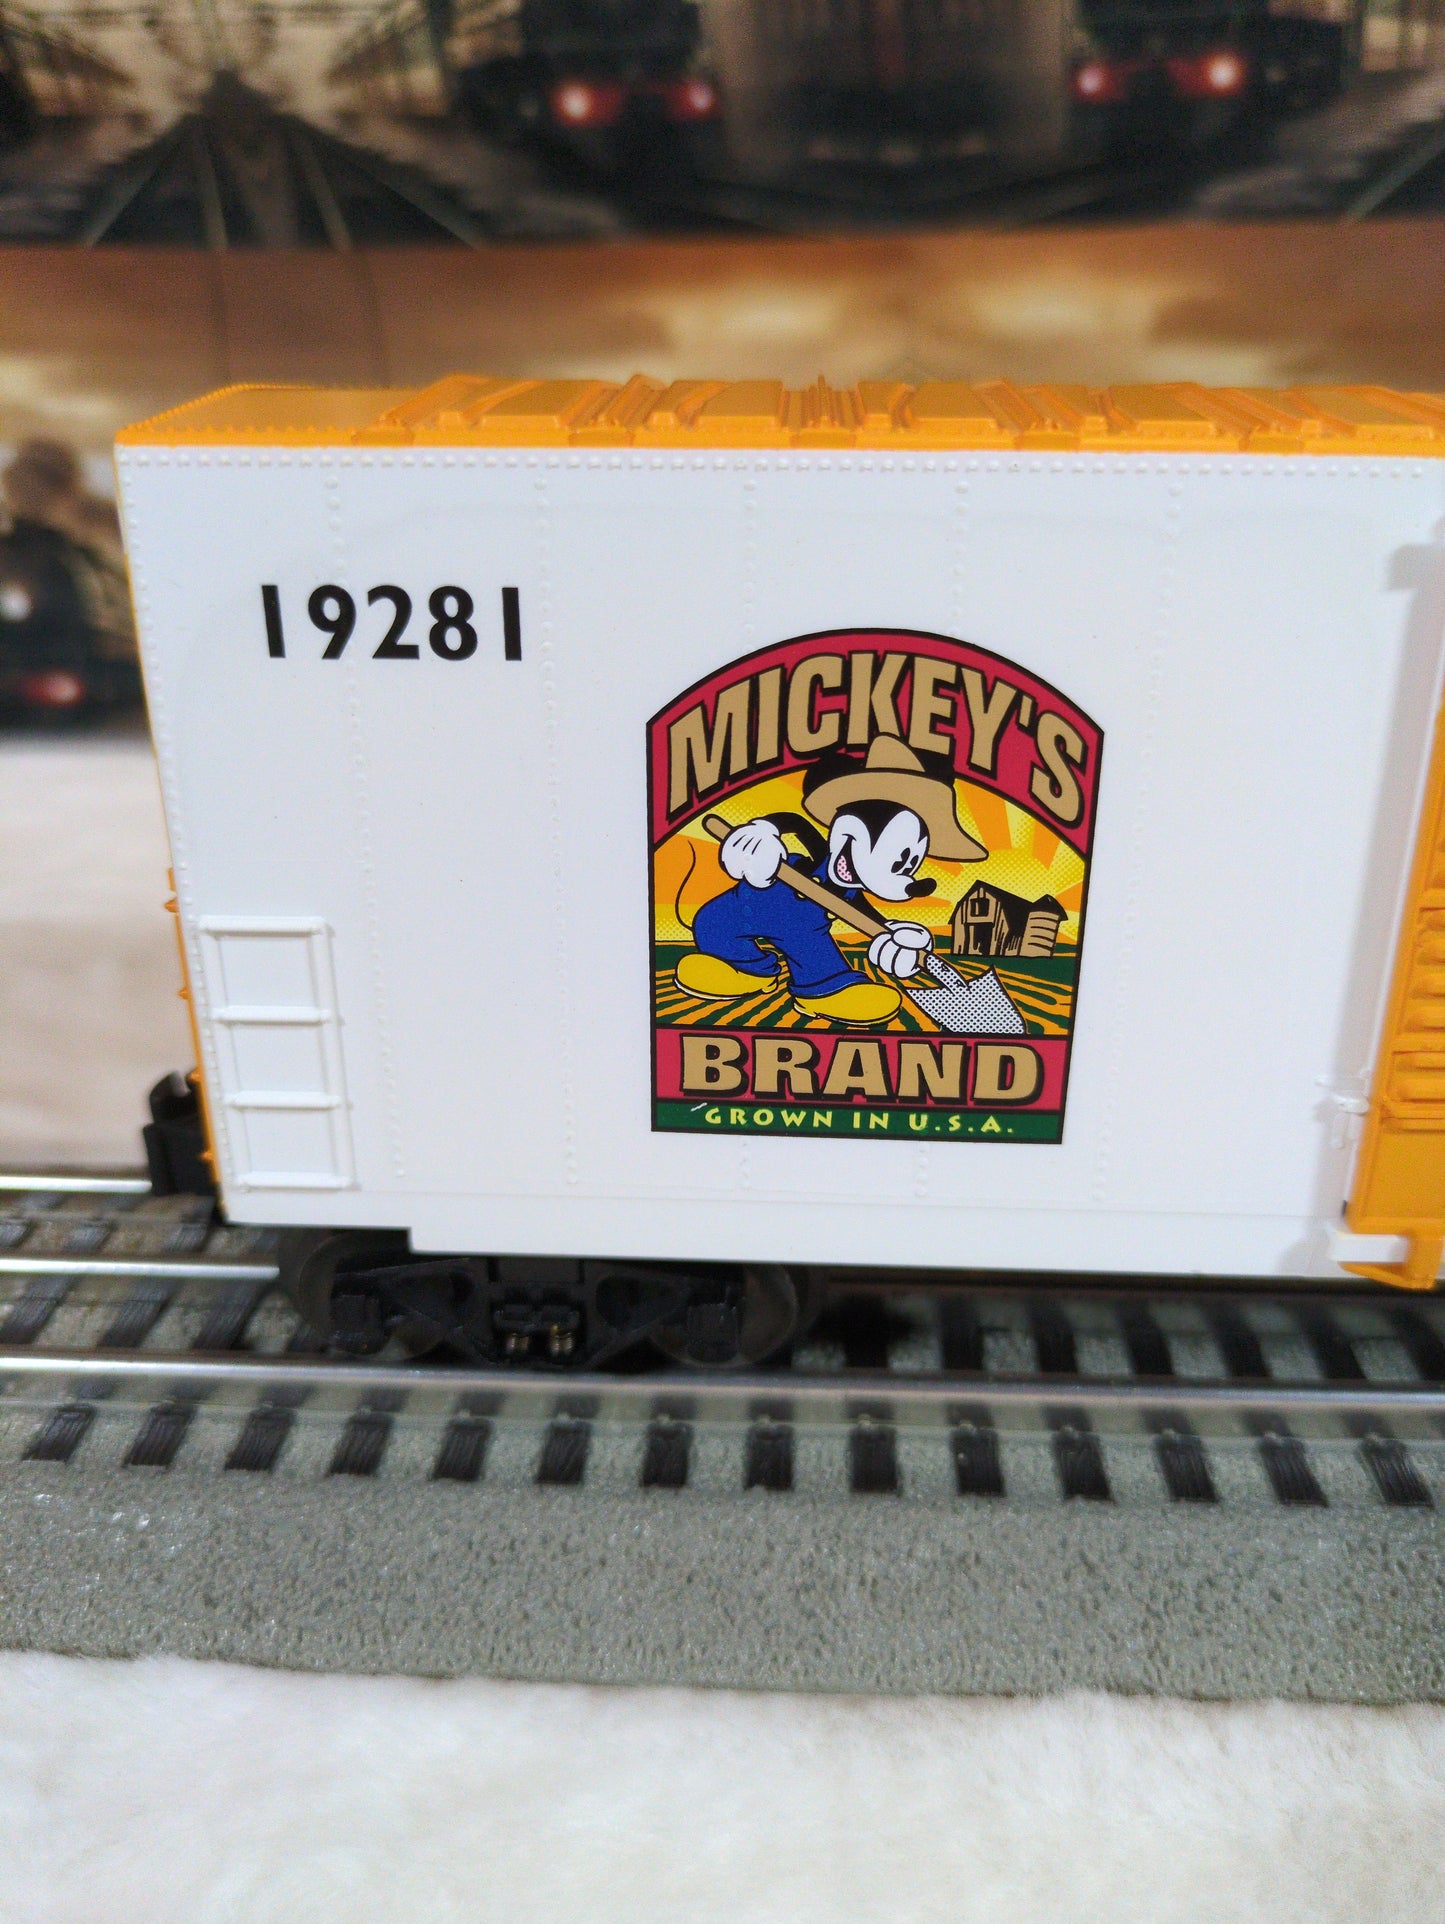 19281
MICKEY'S
BRAND
GROWN IN U.S.A.